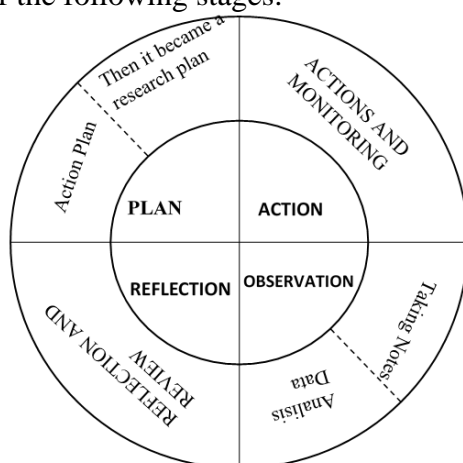 f the following stages:
Then it became a
research plan
Action Plan
ACTIONS AND
MONITORING
PLAN
ACTION
REFLECTION
OBSERVATION
Taking Notes,
Analisis
Data
REFLECTION AND
REVIEW